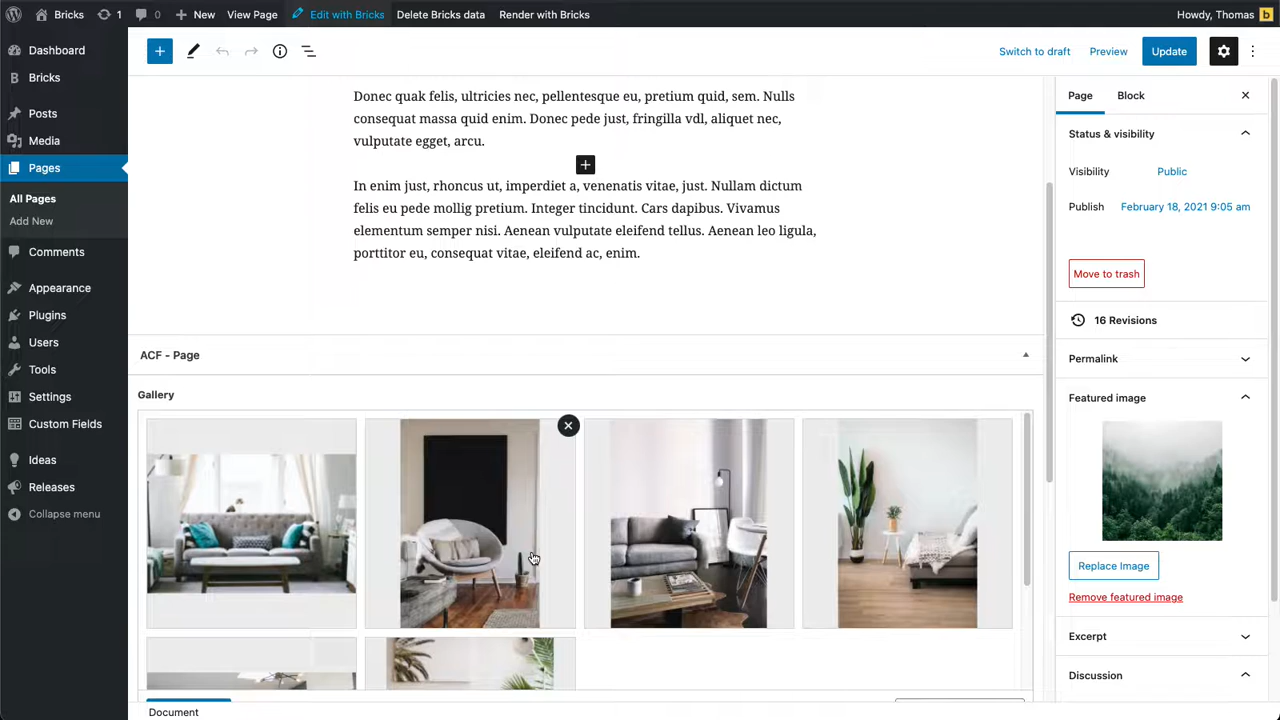 Bricks
1
0
New
View Page
Edit with Bricks
Delete Bricks data
Render with Bricks
Howdy, Thomas
b
Dashboard
B Bricks
Posts
Media
Pages
All Pages
Add New
Comments
Appearance
Plugins
Users
Tools
Settings
Custom Fields
Ideas
Releases
Collapse menu
Switch to draft
Preview
Update
Donec quak felis, ultricies nec, pellentesque eu, pretium quid, sem. Nulls
consequat massa quid enim. Donec pede just, fringilla vdl, aliquet nec,
vulputate egget, arcu.
In enim just, rhoncus ut, imperdiet a, venenatis vitae, just. Nullam dictum
felis eu pede mollig pretium. Integer tincidunt. Cars dapibus. Vivamus
elementum semper nisi. Aenean vulputate eleifend tellus. Aenean leo ligula,
porttitor eu, consequat vitae, eleifend ac, enim.
ACF - Page
Gallery
Document
Page
Block
Status & visibility
Visibility
Public
Publish
February 18, 2021 9:05 am
Move to trash
16 Revisions
Permalink
Featured image
Replace Image
Remove featured image
Excerpt
Discussion